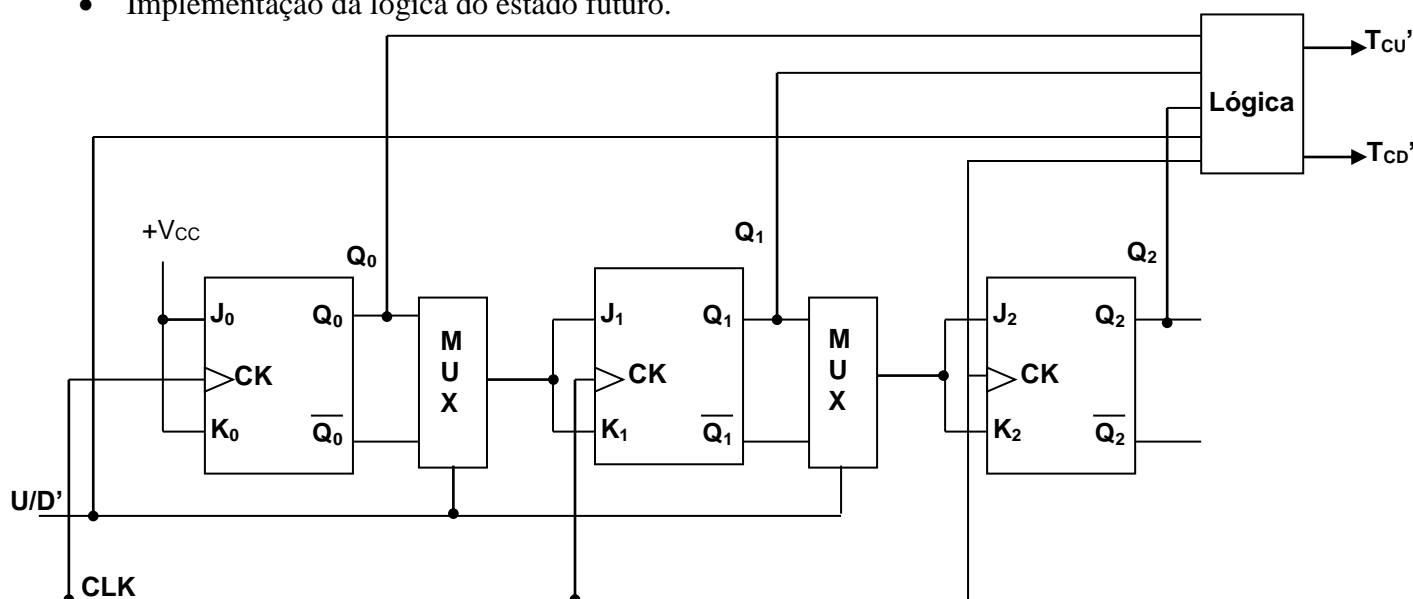 • Implementação da lógica do estado futuro.
TCU’
Lógica
TCD’
+VCC
Q0
Q1
Q2
J0
Q0
CK
K0
Q0
M
U
X
J1
Q1
CK
K1
Q1
M
U
X
J2
Q2
CK
K2
Q2
U/D’
CLK